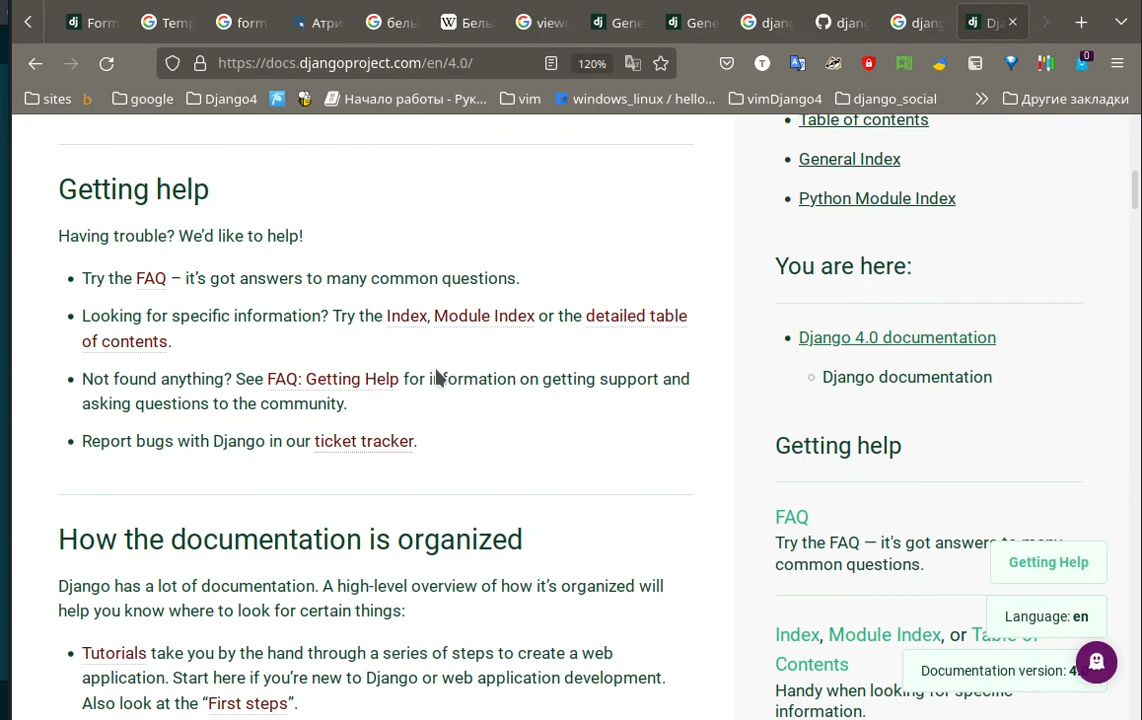 Form
Temp
form
Атри
бель
Бель
view
Gene
Gene
djang
djang
djang
Dja
https://docs.djangoproject.com/en/4.0/
120%
0
sites
google
Django4
Начало работы - Рук...
vim
windows_linux / hello...
vimDjango4
django_social
Другие закладки
Getting help
Having trouble? We'd like to help!
• Try the FAQ – it's got answers to many common questions.
• Looking for specific information? Try the Index, Module Index or the detailed table
of contents.
• Not found anything? See FAQ: Getting Help for information on getting support and
asking questions to the community.
• Report bugs with Django in our ticket tracker.
How the documentation is organized
Django has a lot of documentation. A high-level overview of how it's organized will
help you know where to look for certain things:
• Tutorials take you by the hand through a series of steps to create a web
application. Start here if you're new to Django or web application development.
Also look at the “First steps”.
• Table of contents
• General Index
• Python Module Index
You are here:
• Django 4.0 documentation
○ Django documentation
Getting help
FAQ
Try the FAQ — it's got answers to many
common questions.
Index, Module Index, or Table of
Contents
Handy when looking for specific
information.
Getting Help
Language: en
Documentation version: 4.0